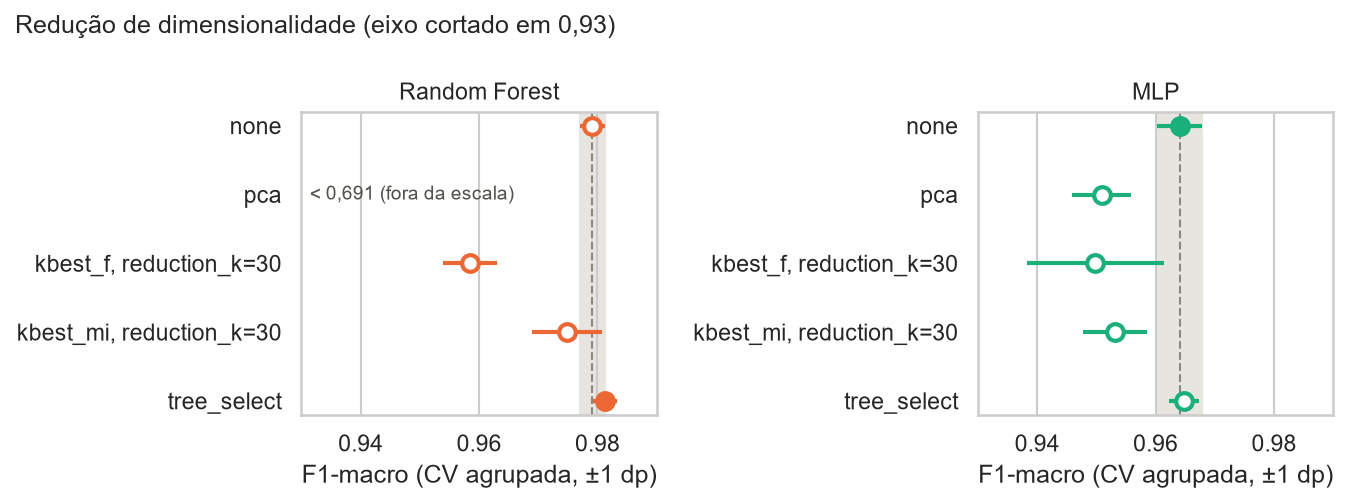 Redução de dimensionalidade (eixo cortado em 0,93)
Random Forest
none
pca
< 0,691 (fora da escala)
kbest_f, reduction_k=30
kbest_mi, reduction_k=30
tree_select
0.94 0.96 0.98
F1-macro (CV agrupada, ±1 dp)
MLP
none
pca
kbest_f, reduction_k=30
kbest_mi, reduction_k=30
tree_select
0.94 0.96 0.98
F1-macro (CV agrupada, ±1 dp)